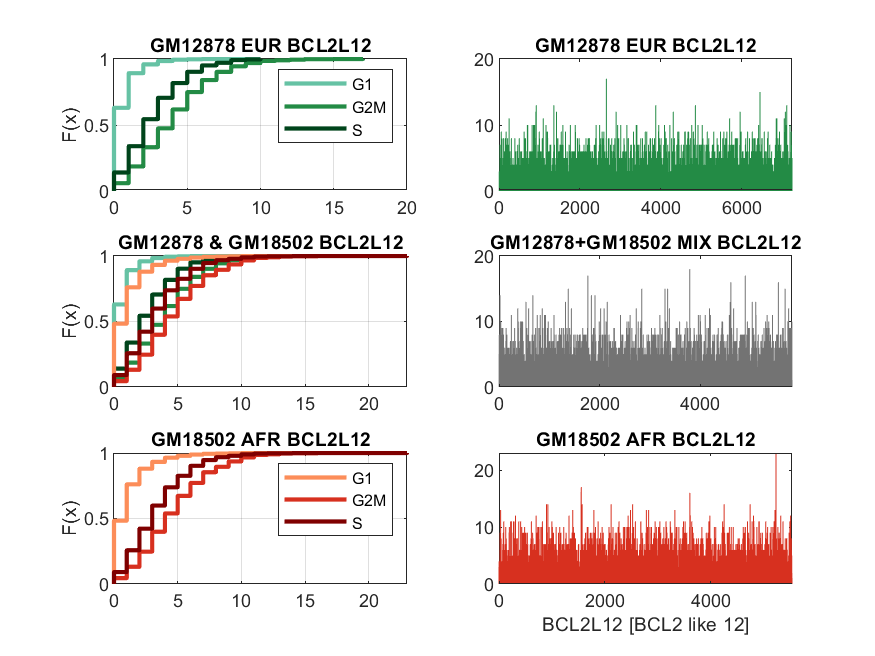 GM12878 EUR BCL2L12
1
0.5
0
F(x)
0 5 10 15 20
G1
G2M
S
GM12878 EUR BCL2L12
20
10
0
0 2000 4000 6000
GM12878 & GM18502 BCL2L12
1
0.5
0
F(x)
0 5 10 15 20
GM12878+GM18502 MIX BCL2L12
20
10
0
0 2000 4000
GM18502 AFR BCL2L12
1
0.5
0
F(x)
0 5 10 15 20
G1
G2M
S
GM18502 AFR BCL2L12
20
10
0
0 2000 4000
BCL2L12 [BCL2 like 12]